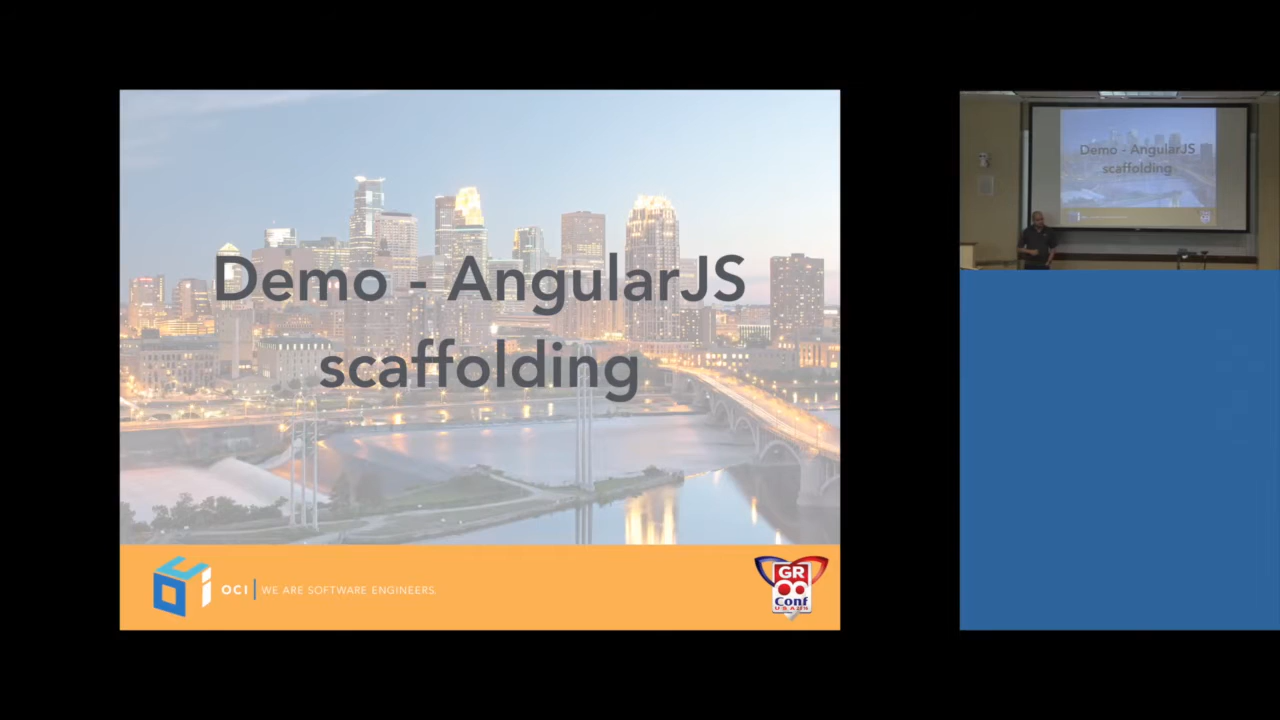 Demo - AngularJS
scaffolding
OCI | WE ARE SOFTWARE ENGINEERS.
GR
Conf
Demo - AngularJS
scaffolding